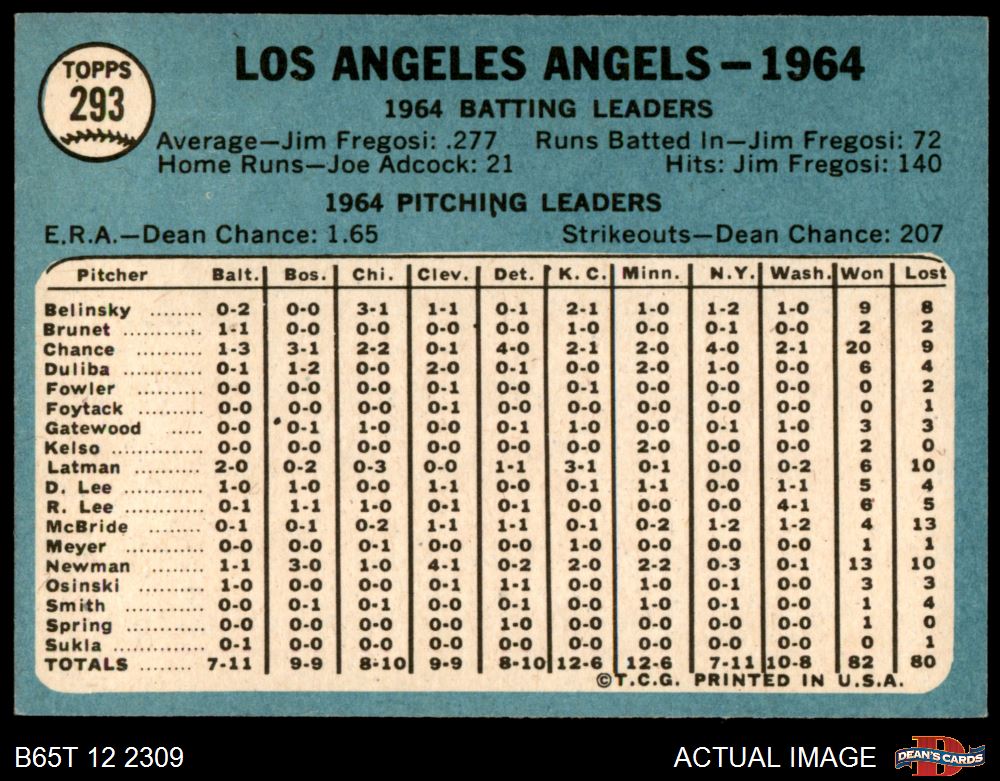 TOPPS
293
LOS ANGELES ANGELS — 1964
1964 BATTING LEADERS
Average—Jim Fregosi: .277 Runs Batted In—Jim Fregosi: 72
Home Runs—Joe Adcock: 21 Hits: Jim Fregosi: 140
1964 PITCHING LEADERS
E.R.A.—Dean Chance: 1.65 Strikeouts—Dean Chance: 207
Pitcher Balt. Bos. Chi. Clev. Det. K. C. Minn. N.Y. Wash. Won Lost
Belinsky ........ 0-2 0-0 3-1 1-1 0-1 2-1 1-0 1-2 1-0 9 8
Brunet .......... 1-1 0-0 0-0 0-0 0-0 1-0 0-0 0-1 0-0 2 2
Chance .......... 1-3 3-1 2-2 0-1 4-0 2-1 2-0 4-0 2-1 20 9
Duliba ........... 0-1 1-2 0-0 2-0 0-1 0-0 2-0 1-0 0-0 6 4
Fowler .......... 0-0 0-0 0-0 0-1 0-0 0-1 0-0 0-0 0-0 0 2
Foytack ......... 0-0 0-0 0-0 0-1 0-0 0-0 0-0 0-0 0-0 0 1
Gatewood ..... 0-0 0-1 1-0 0-0 0-1 1-0 0-0 0-1 1-0 3 3
Kelso ............ 0-0 0-0 0-0 0-0 0-0 0-0 2-0 0-0 0-0 2 0
Latman .......... 2-0 0-2 0-3 0-0 1-1 3-1 0-1 0-0 0-2 6 10
D. Lee ............ 1-0 1-0 0-0 1-1 0-0 0-1 1-1 0-1 1-0 5 4
R. Lee ............ 0-1 1-1 1-0 0-1 0-1 0-0 0-0 0-0 4-1 6 5
McBride ........ 0-1 0-1 0-2 1-1 1-1 0-1 0-2 1-2 1-2 4 13
Meyer ............ 0-0 0-0 0-1 0-0 0-0 1-0 0-0 0-0 0-0 1 1
Newman ........ 1-1 3-0 1-0 4-1 0-2 2-0 2-2 0-3 0-1 13 10
Osinski .......... 1-0 0-0 0-0 0-1 1-1 0-0 1-0 0-1 0-0 3 3
Smith ............ 0-0 0-1 0-1 0-0 0-1 0-0 1-0 0-1 0-0 1 4
Spring ............ 0-0 0-0 0-0 0-0 1-0 0-0 0-0 0-0 0-0 1 0
Sukla ............ 0-1 0-0 0-0 0-0 0-0 0-0 0-0 0-0 0-0 0 1
TOTALS ........ 7-11 9-9 8-10 9-9 8-10 12-6 12-6 7-11 10-8 82 80
©T.C.G. PRINTED IN U.S.A.
B65T 12 2309 ACTUAL IMAGE
D
DEAN'S CARDS